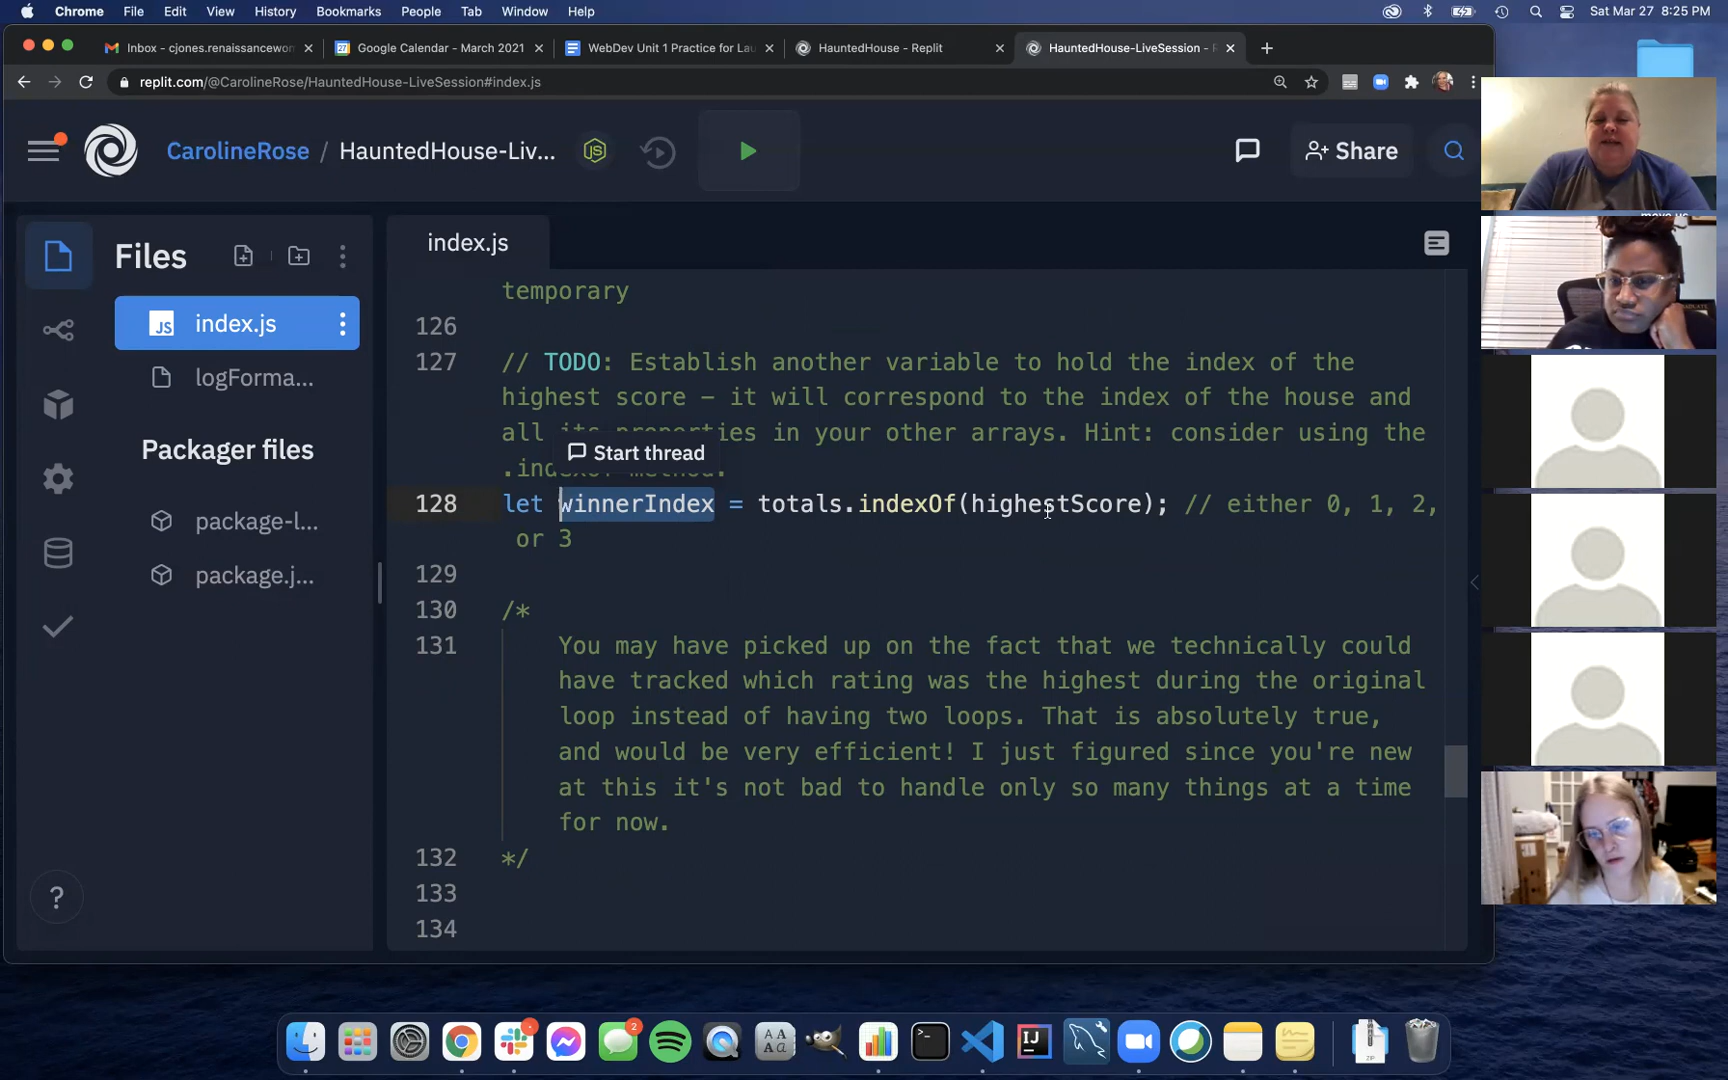 Chrome File Edit View History Bookmarks People Tab Window Help Sat Mar 27 8:25 PM
Inbox - cjones.renaissancewon Google Calendar - March 2021 WebDev Unit 1 Practice for Lau HauntedHouse - Replit HauntedHouse-LiveSession - R
replit.com/@CarolineRose/HauntedHouse-LiveSession#index.js
CarolineRose / HauntedHouse-Liv... JS Share
Files
index.js
JS index.js
logForma...
Packager files
package-l...
package.j...
?
temporary
126
127 // TODO: Establish another variable to hold the index of the
highest score – it will correspond to the index of the house and
all its properties in your other arrays. Hint: consider using the
.indexOf method.
Start thread
128 let winnerIndex = totals.indexOf(highestScore); // either 0, 1, 2,
or 3
129
130 /*
131 You may have picked up on the fact that we technically could
have tracked which rating was the highest during the original
loop instead of having two loops. That is absolutely true,
and would be very efficient! I just figured since you're new
at this it's not bad to handle only so many things at a time
for now.
132 */
133
134
2
ZIP